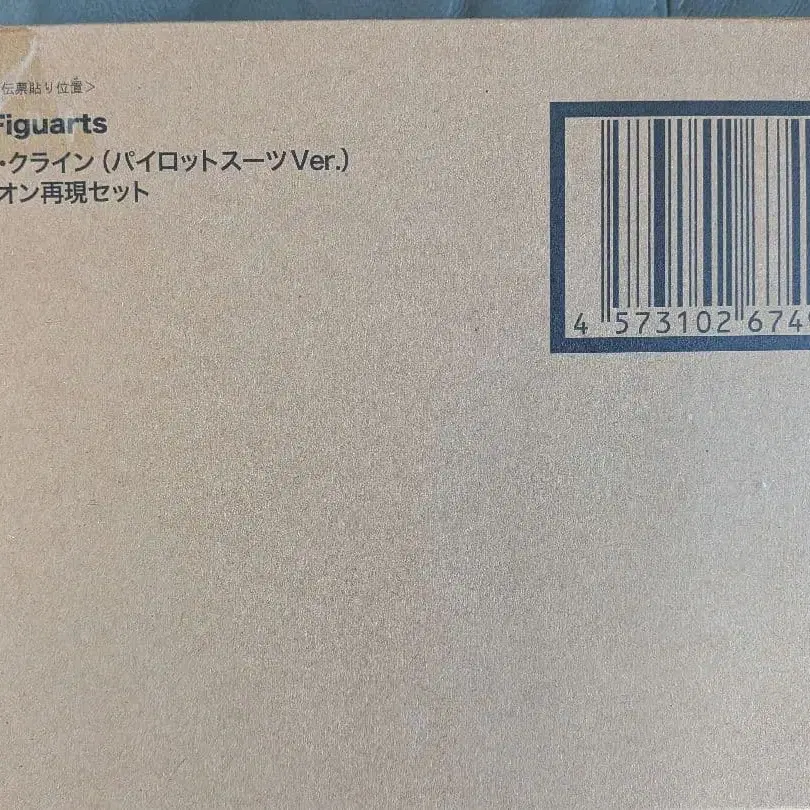 伝票貼り位置>
Figuarts
・クライン(パイロットスーツVer.)
オン再現セット
4 573102 674